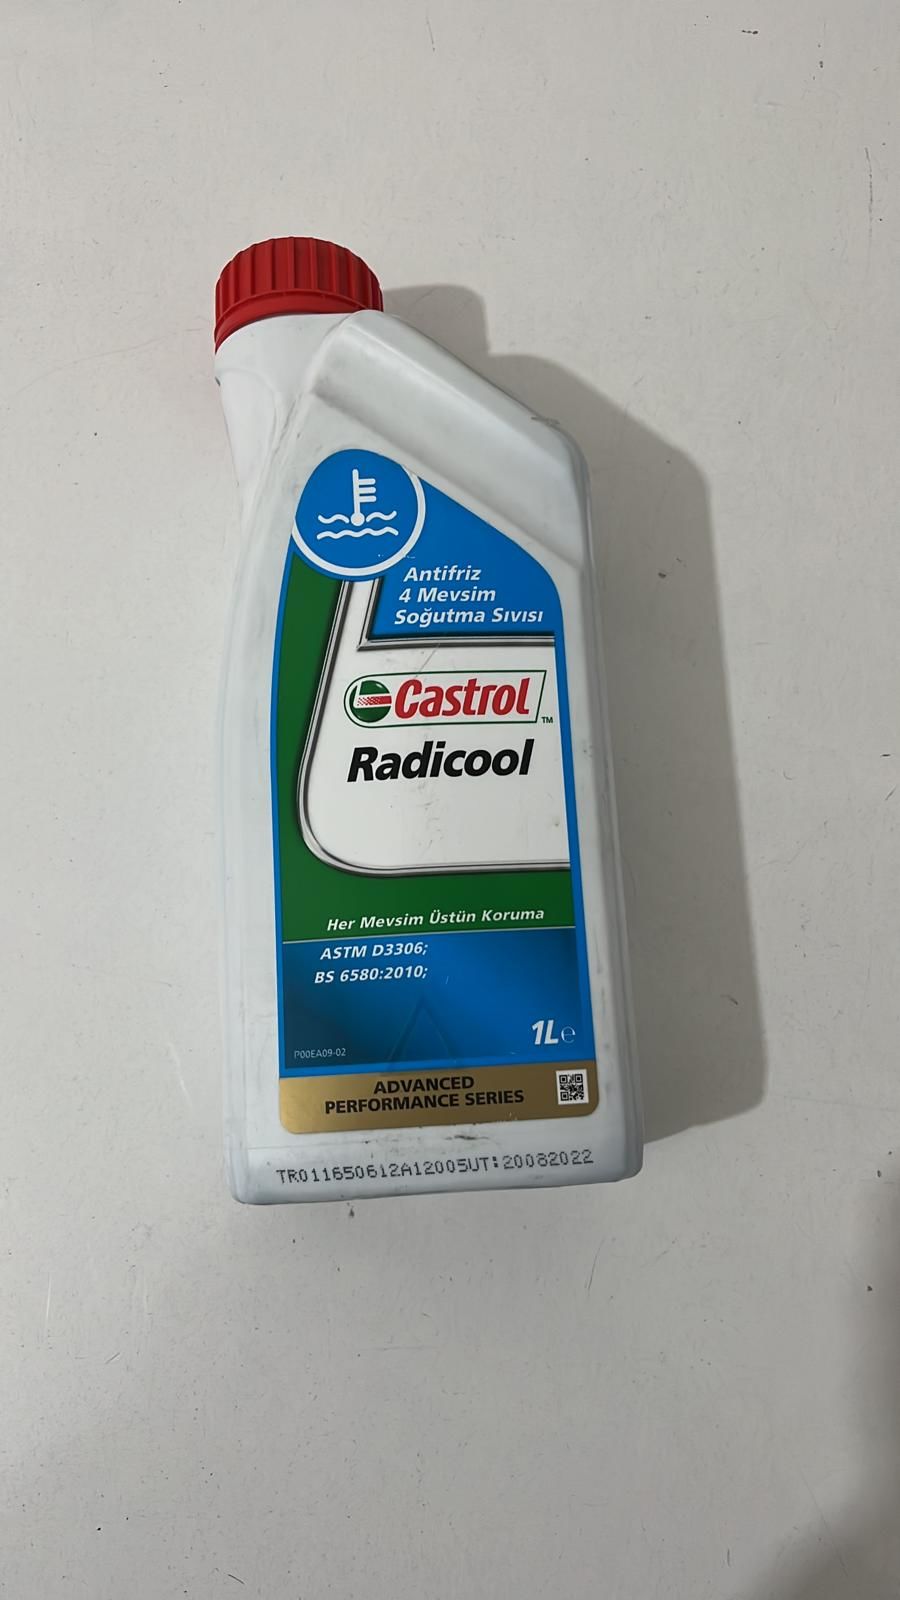 Antifriz
4 Mevsim
Soğutma Sıvısı
Castrol™
Radicool
Her Mevsim Üstün Koruma
ASTM D3306;
BS 6580:2010;
1L℮
P00EA09-02
ADVANCED
PERFORMANCE SERIES
TR011650612A12005UT:20082022